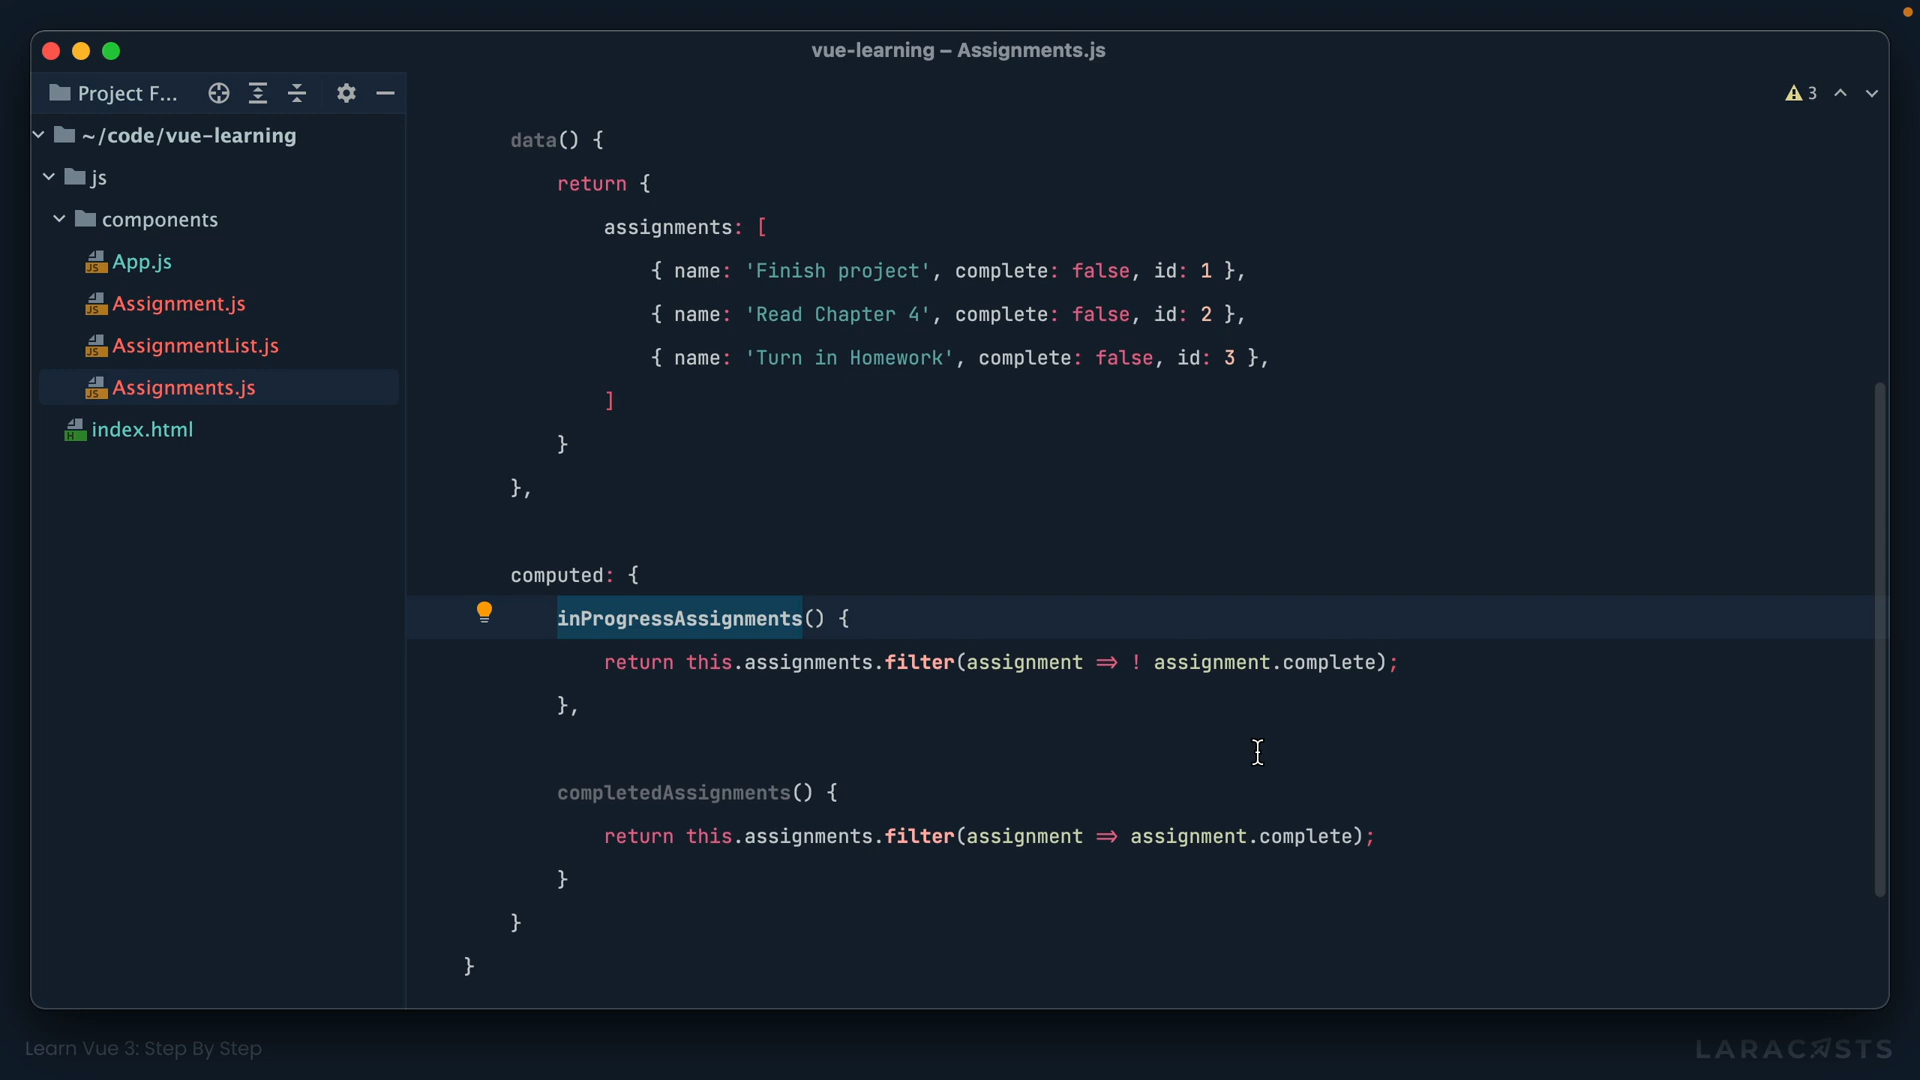 vue-learning – Assignments.js
Project F...
3
~/code/vue-learning
js
components
App.js
Assignment.js
AssignmentList.js
Assignments.js
index.html
data() {
return {
assignments: [
{ name: 'Finish project', complete: false, id: 1 },
{ name: 'Read Chapter 4', complete: false, id: 2 },
{ name: 'Turn in Homework', complete: false, id: 3 },
]
}
},
computed: {
inProgressAssignments() {
return this.assignments.filter(assignment => ! assignment.complete);
},
completedAssignments() {
return this.assignments.filter(assignment => assignment.complete);
}
}
}
Learn Vue 3: Step By Step
LARACASTS